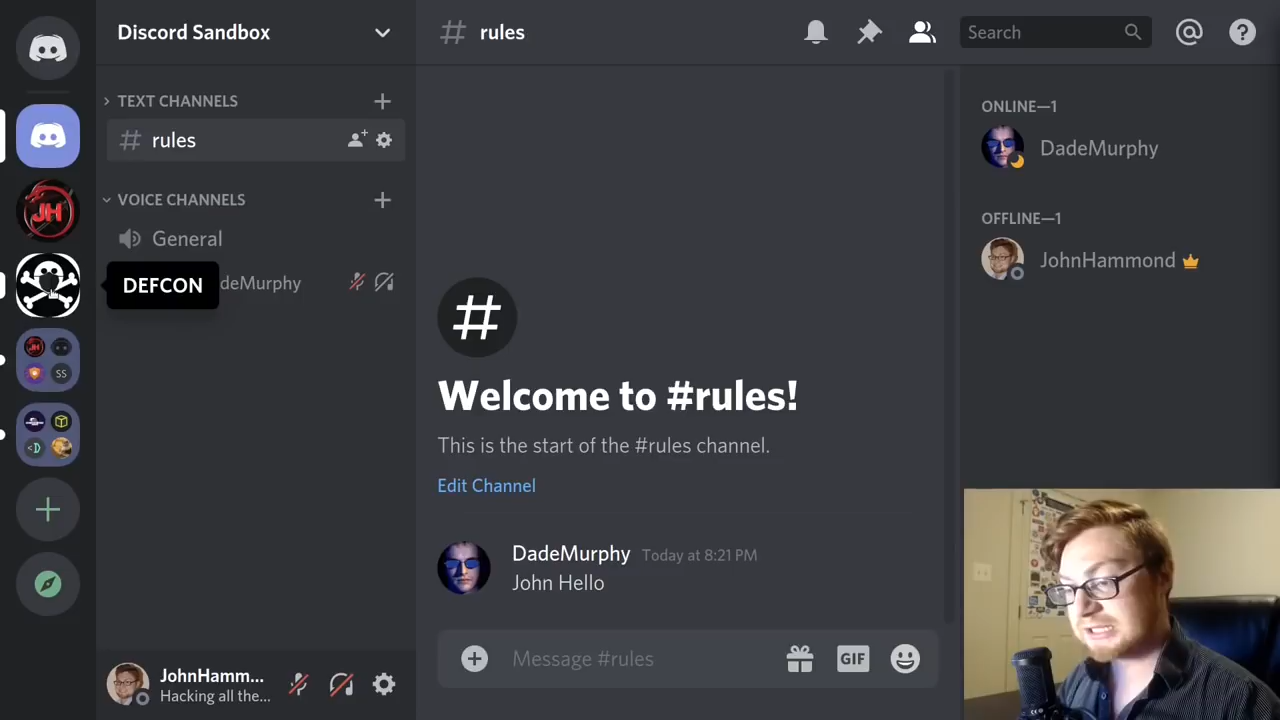 Discord Sandbox
TEXT CHANNELS
rules
VOICE CHANNELS
General
deMurphy
DEFCON
JH
JH
SS
<D
JohnHamm...
Hacking all the...
rules
Search
Welcome to #rules!
This is the start of the #rules channel.
Edit Channel
DadeMurphy Today at 8:21 PM
John Hello
Message #rules
GIF
ONLINE—1
DadeMurphy
OFFLINE—1
JohnHammond